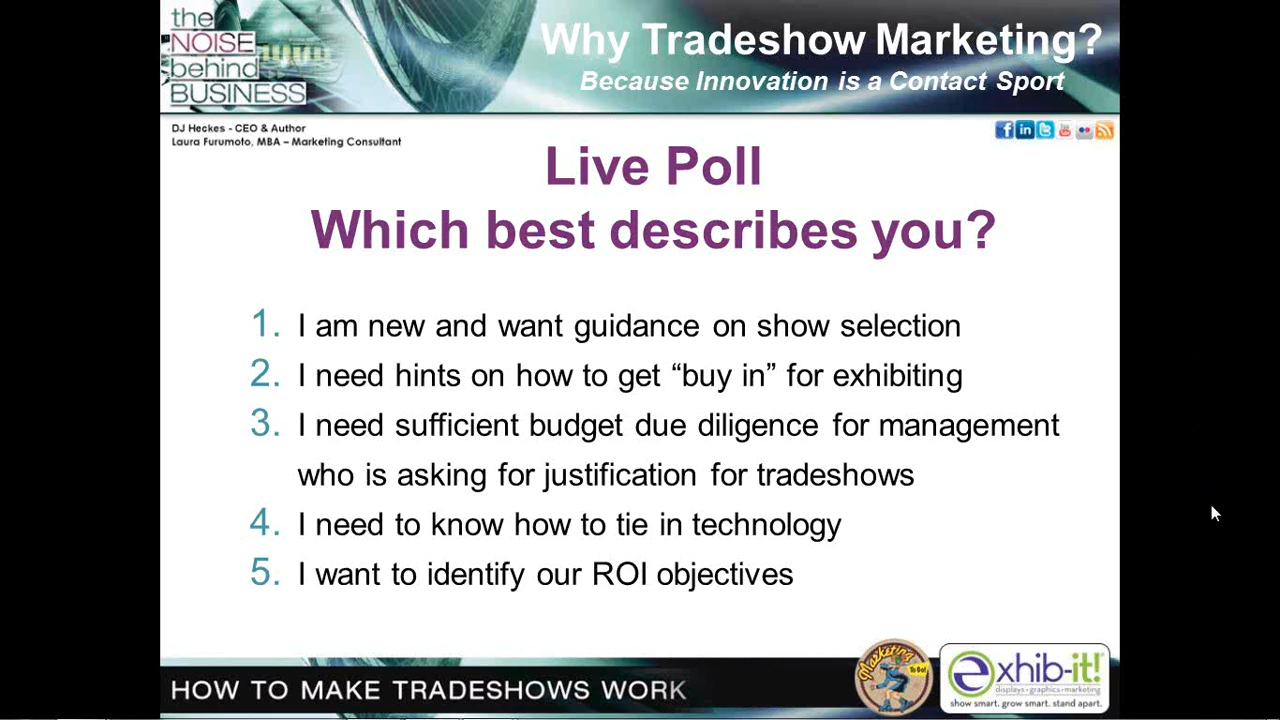 the
NOISE
behind
BUSINESS
Why Tradeshow Marketing?
Because Innovation is a Contact Sport
DJ Heckes - CEO & Author
Laura Furumoto, MBA – Marketing Consultant
Live Poll
Which best describes you?
1. I am new and want guidance on show selection
2. I need hints on how to get “buy in” for exhibiting
3. I need sufficient budget due diligence for management
who is asking for justification for tradeshows
4. I need to know how to tie in technology
5. I want to identify our ROI objectives
HOW TO MAKE TRADESHOWS WORK
Marketing
To Go!
exhib-it!
displays • graphics • marketing
show smart. grow smart. stand apart.